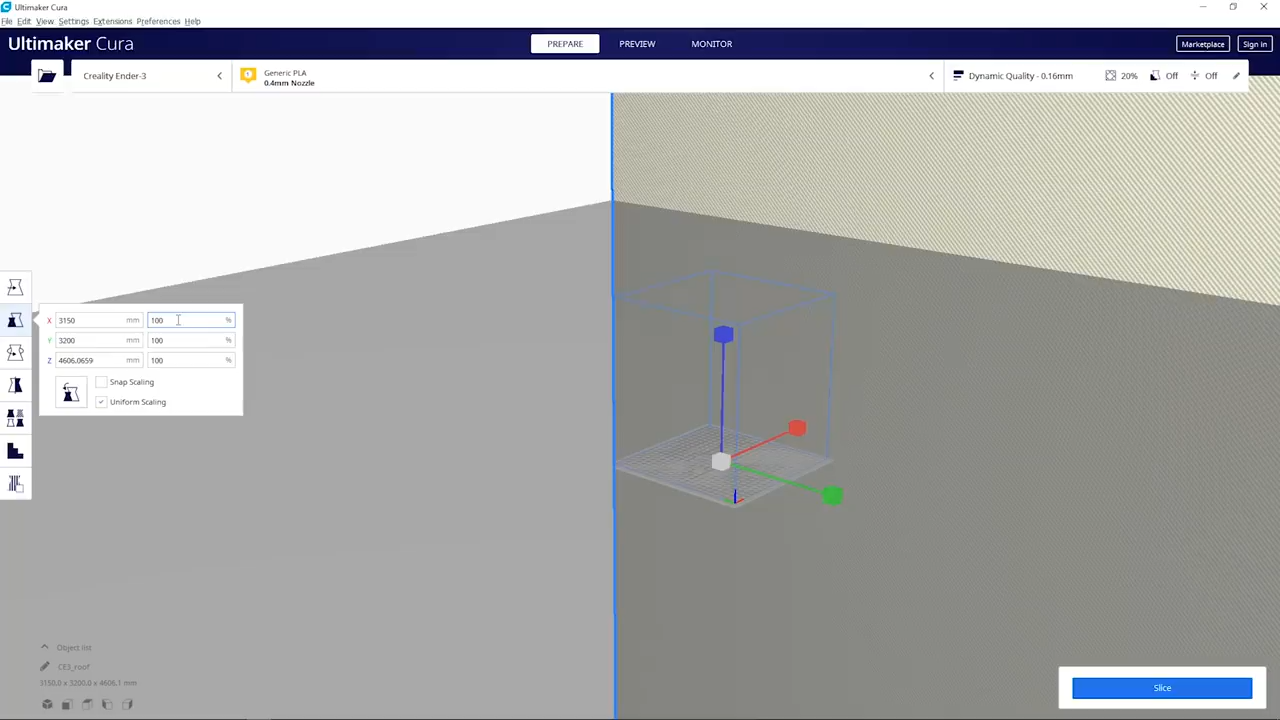 Ultimaker Cura
File Edit View Settings Extensions Preferences Help
Ultimaker Cura
PREPARE
PREVIEW
MONITOR
Marketplace
Sign in
Creality Ender-3
1
Generic PLA
0.4mm Nozzle
Dynamic Quality - 0.16mm
20%
Off
Off
X 3150 mm 100 %
Y 3200 mm 100 %
Z 4606.0659 mm 100 %
Snap Scaling
Uniform Scaling
Object list
CE3_roof
3150.0 x 3200.0 x 4606.1 mm
Slice